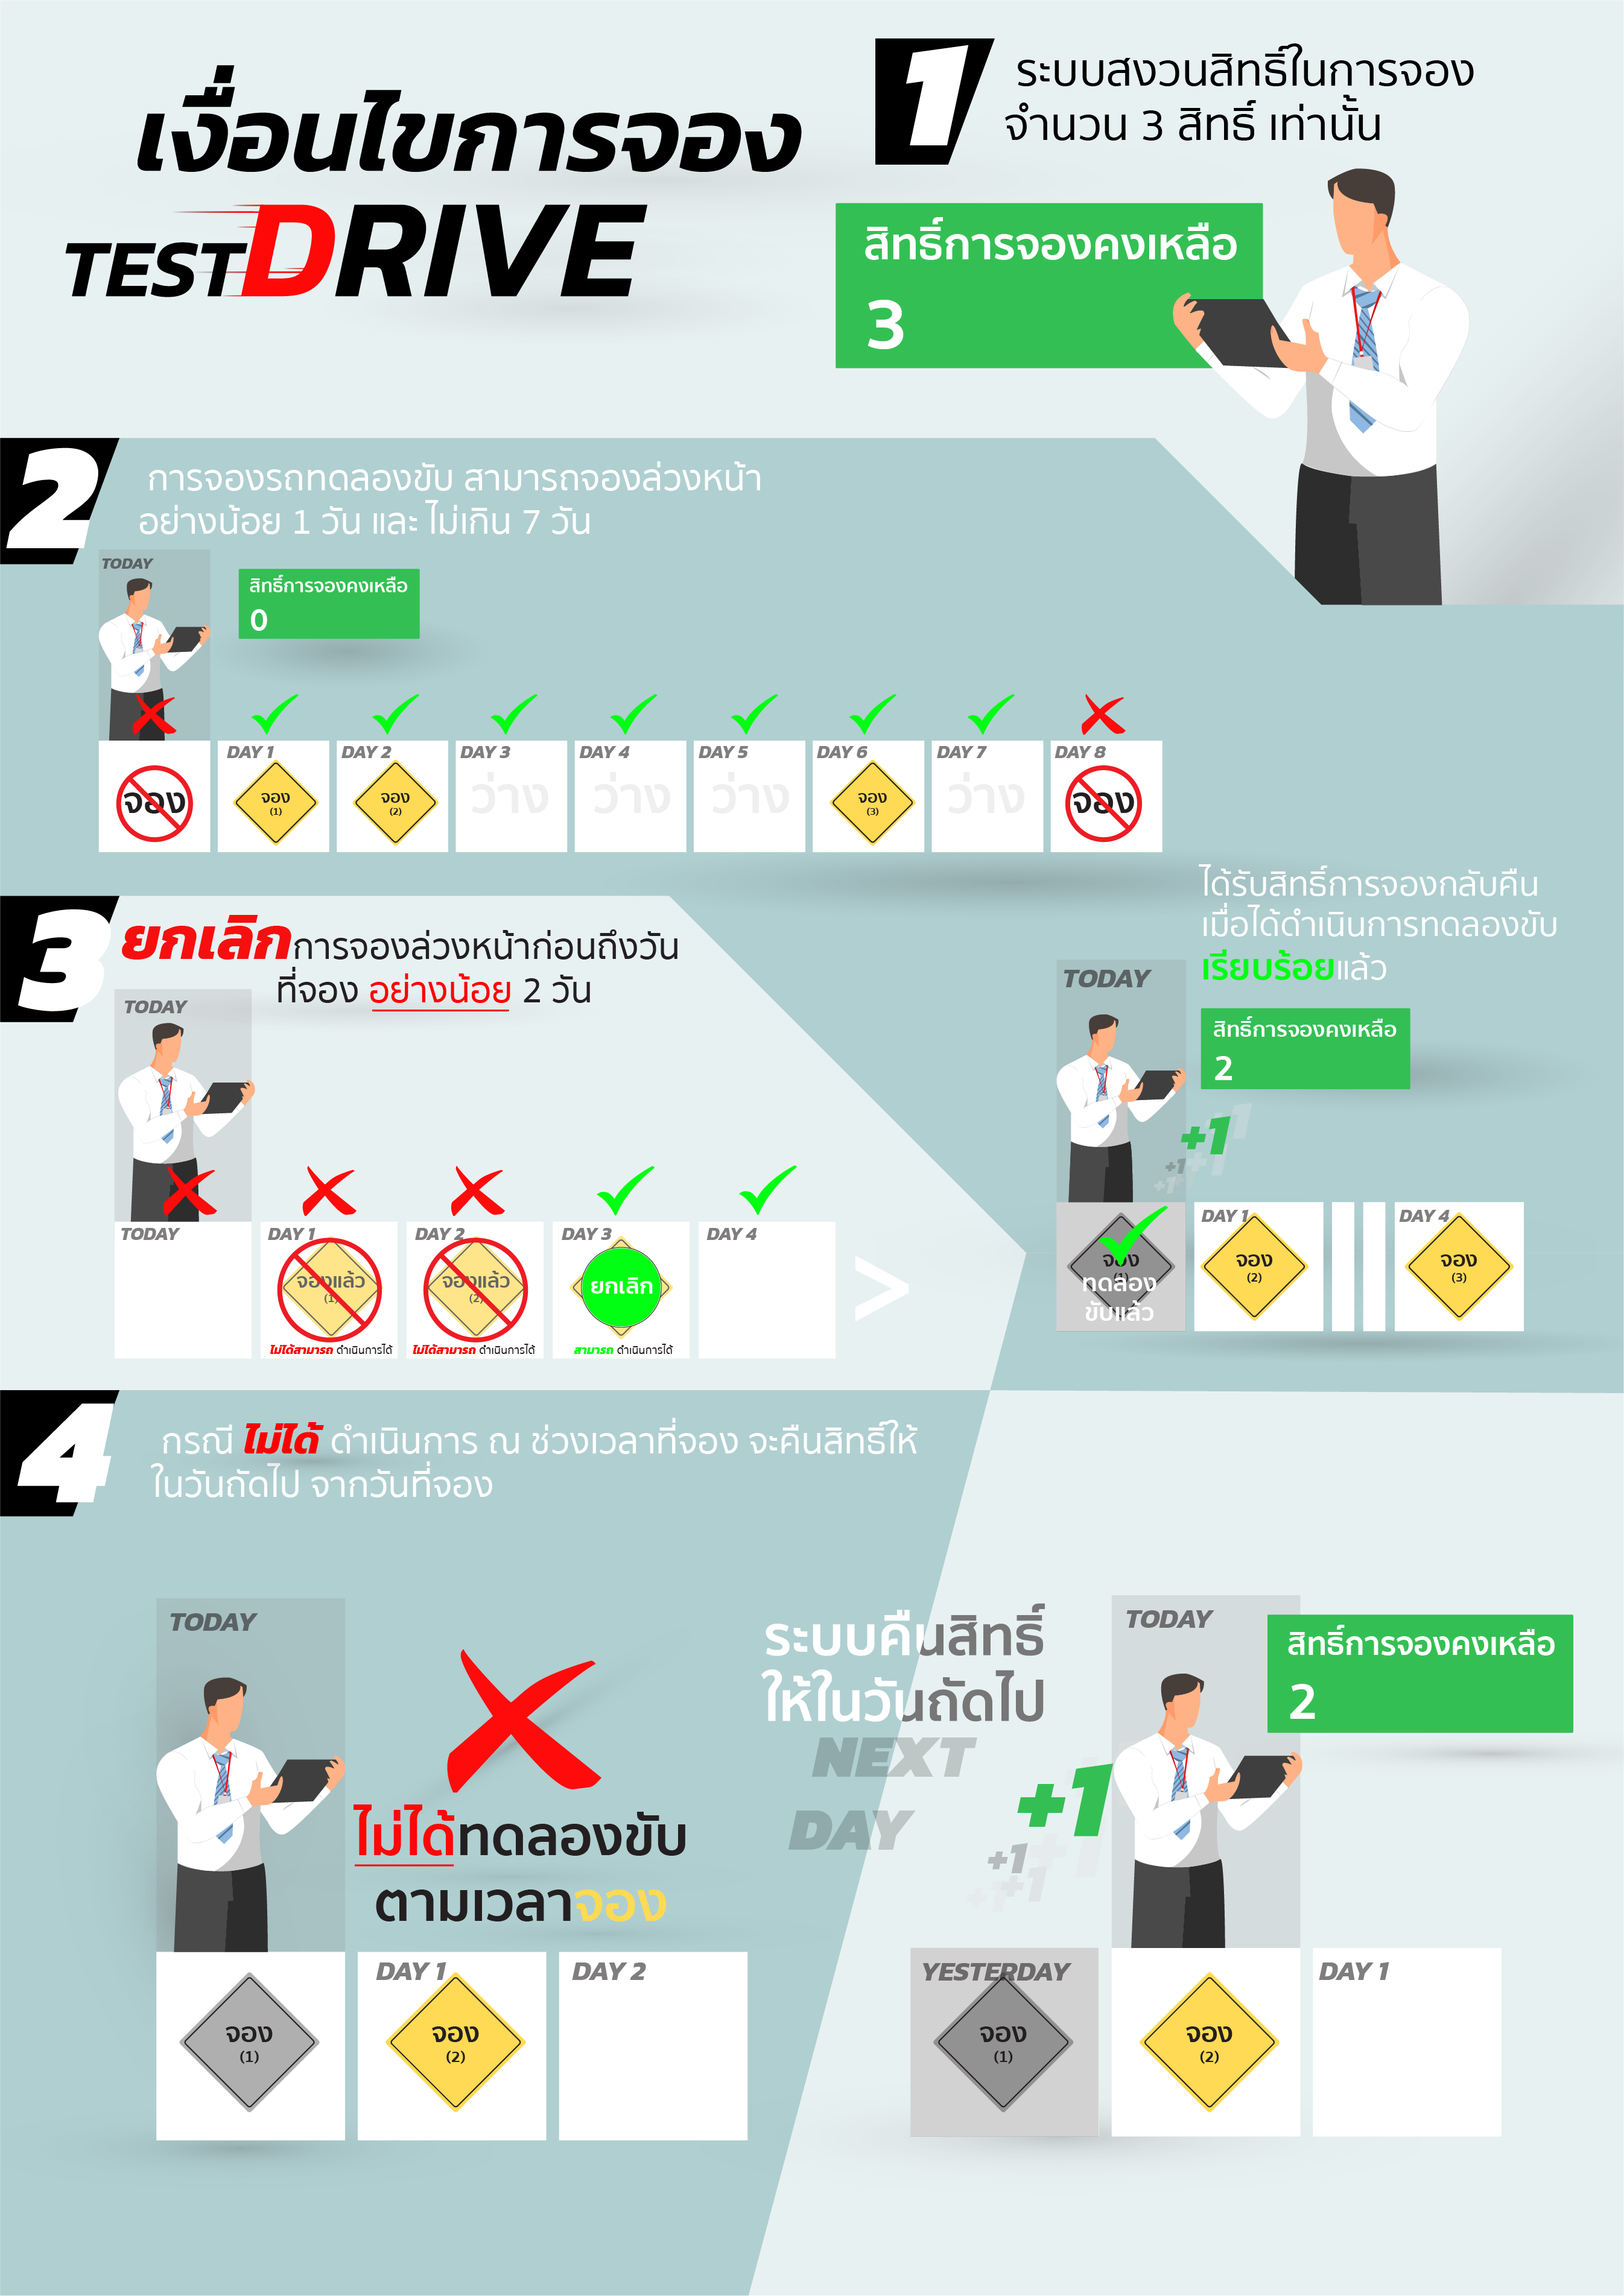 เงื่อนไขการจอง
TEST DRIVE
1
ระบบสงวนสิทธิ์ในการจอง
จำนวน 3 สิทธิ์ เท่านั้น
สิทธิ์การจองคงเหลือ
3
2
การจองรถทดลองขับ สามารถจองล่วงหน้า
อย่างน้อย 1 วัน และ ไม่เกิน 7 วัน
TODAY
สิทธิ์การจองคงเหลือ
0
DAY 1 DAY 2 DAY 3 DAY 4 DAY 5 DAY 6 DAY 7 DAY 8
จอง จอง จอง ว่าง ว่าง ว่าง จอง ว่าง จอง
(1) (2) (3)
3
ยกเลิกการจองล่วงหน้าก่อนถึงวัน
ที่จอง อย่างน้อย 2 วัน
TODAY
TODAY DAY 1 DAY 2 DAY 3 DAY 4
จองแล้ว จองแล้ว ยกเลิก
(1) (2)
ไม่ได้สามารถ ดำเนินการได้ ไม่ได้สามารถ ดำเนินการได้ สามารถ ดำเนินการได้
>
ได้รับสิทธิ์การจองกลับคืน
เมื่อได้ดำเนินการทดลองขับ
เรียบร้อยแล้ว
TODAY
สิทธิ์การจองคงเหลือ
2
+1 +1
+1 +1
+1 +1
DAY 1 DAY 4
จอง จอง จอง
(1) (2) (3)
ทดลอง
ขับแล้ว
4
กรณี ไม่ได้ ดำเนินการ ณ ช่วงเวลาที่จอง จะคืนสิทธิ์ให้
ในวันถัดไป จากวันที่จอง
TODAY
ไม่ได้ทดลองขับ
ตามเวลาจอง
DAY 1 DAY 2
จอง จอง
(1) (2)
ระบบคืนสิทธิ์
ให้ในวันถัดไป
NEXT
DAY
TODAY
สิทธิ์การจองคงเหลือ
2
+1
+1 +1
+1 +1
YESTERDAY DAY 1
จอง จอง
(1) (2)